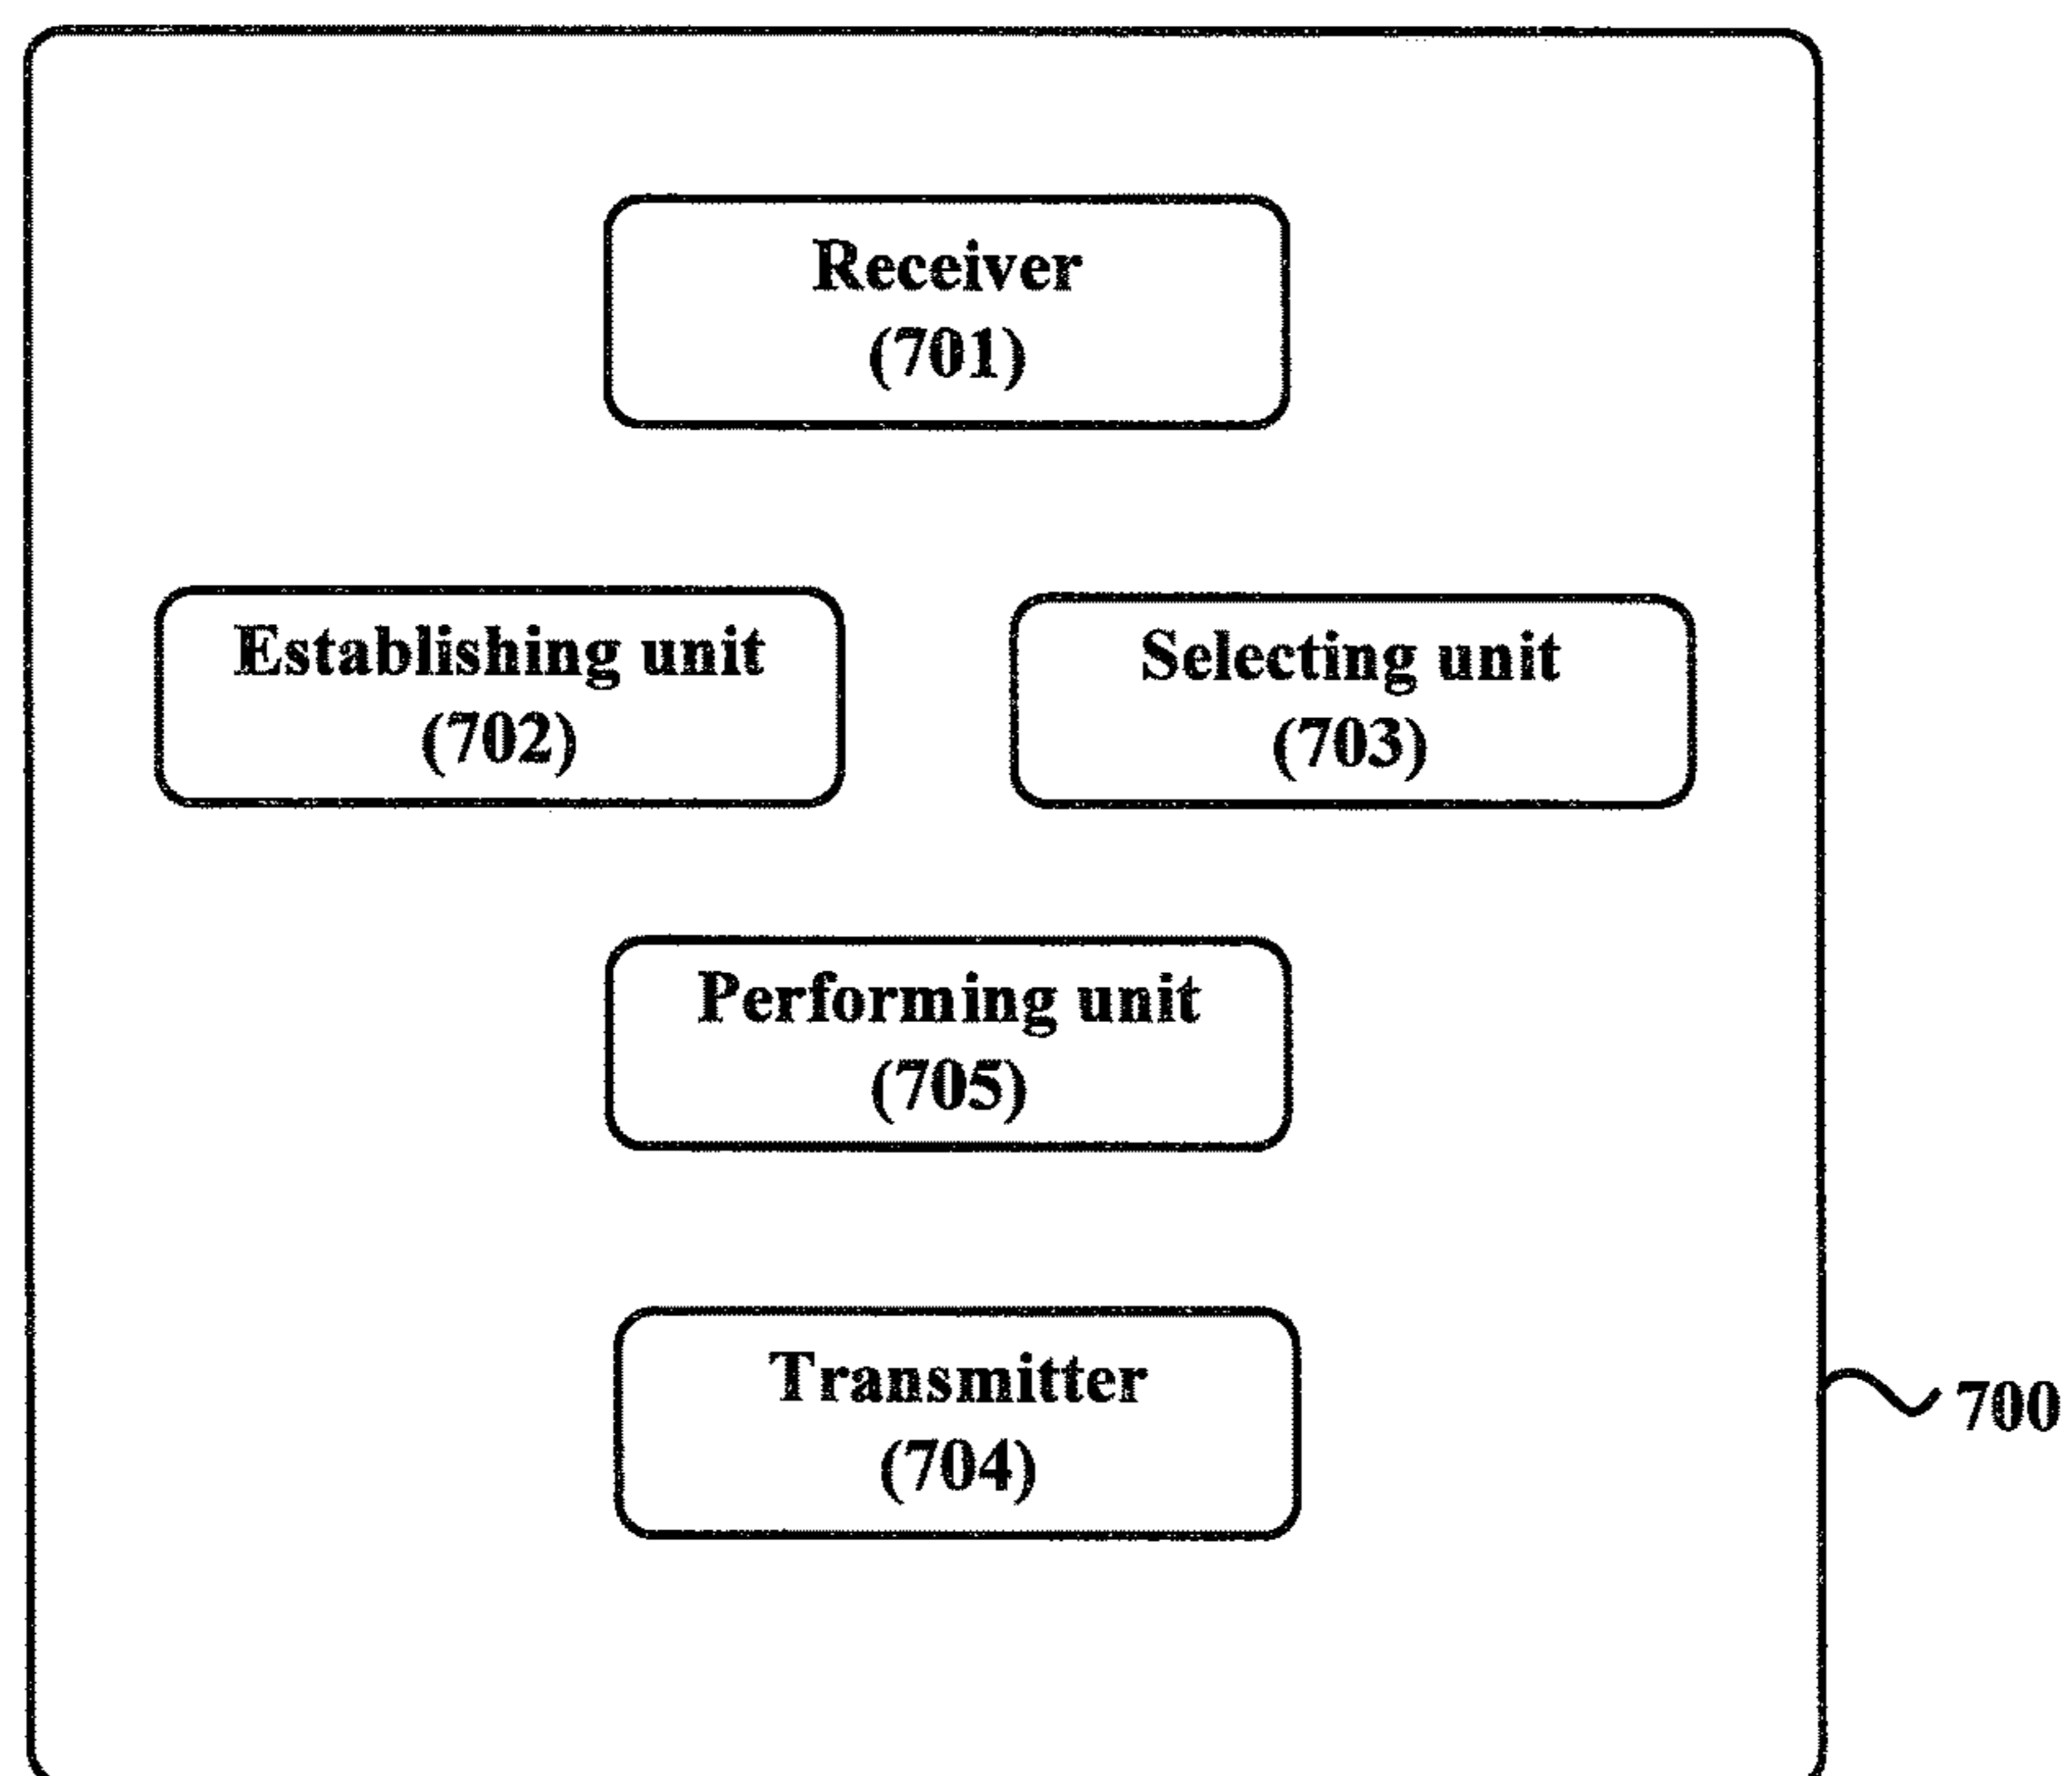 Receiver
(701)
Establishing unit
(702)
Selecting unit
(703)
Performing unit
(705)
Transmitter
(704)
700